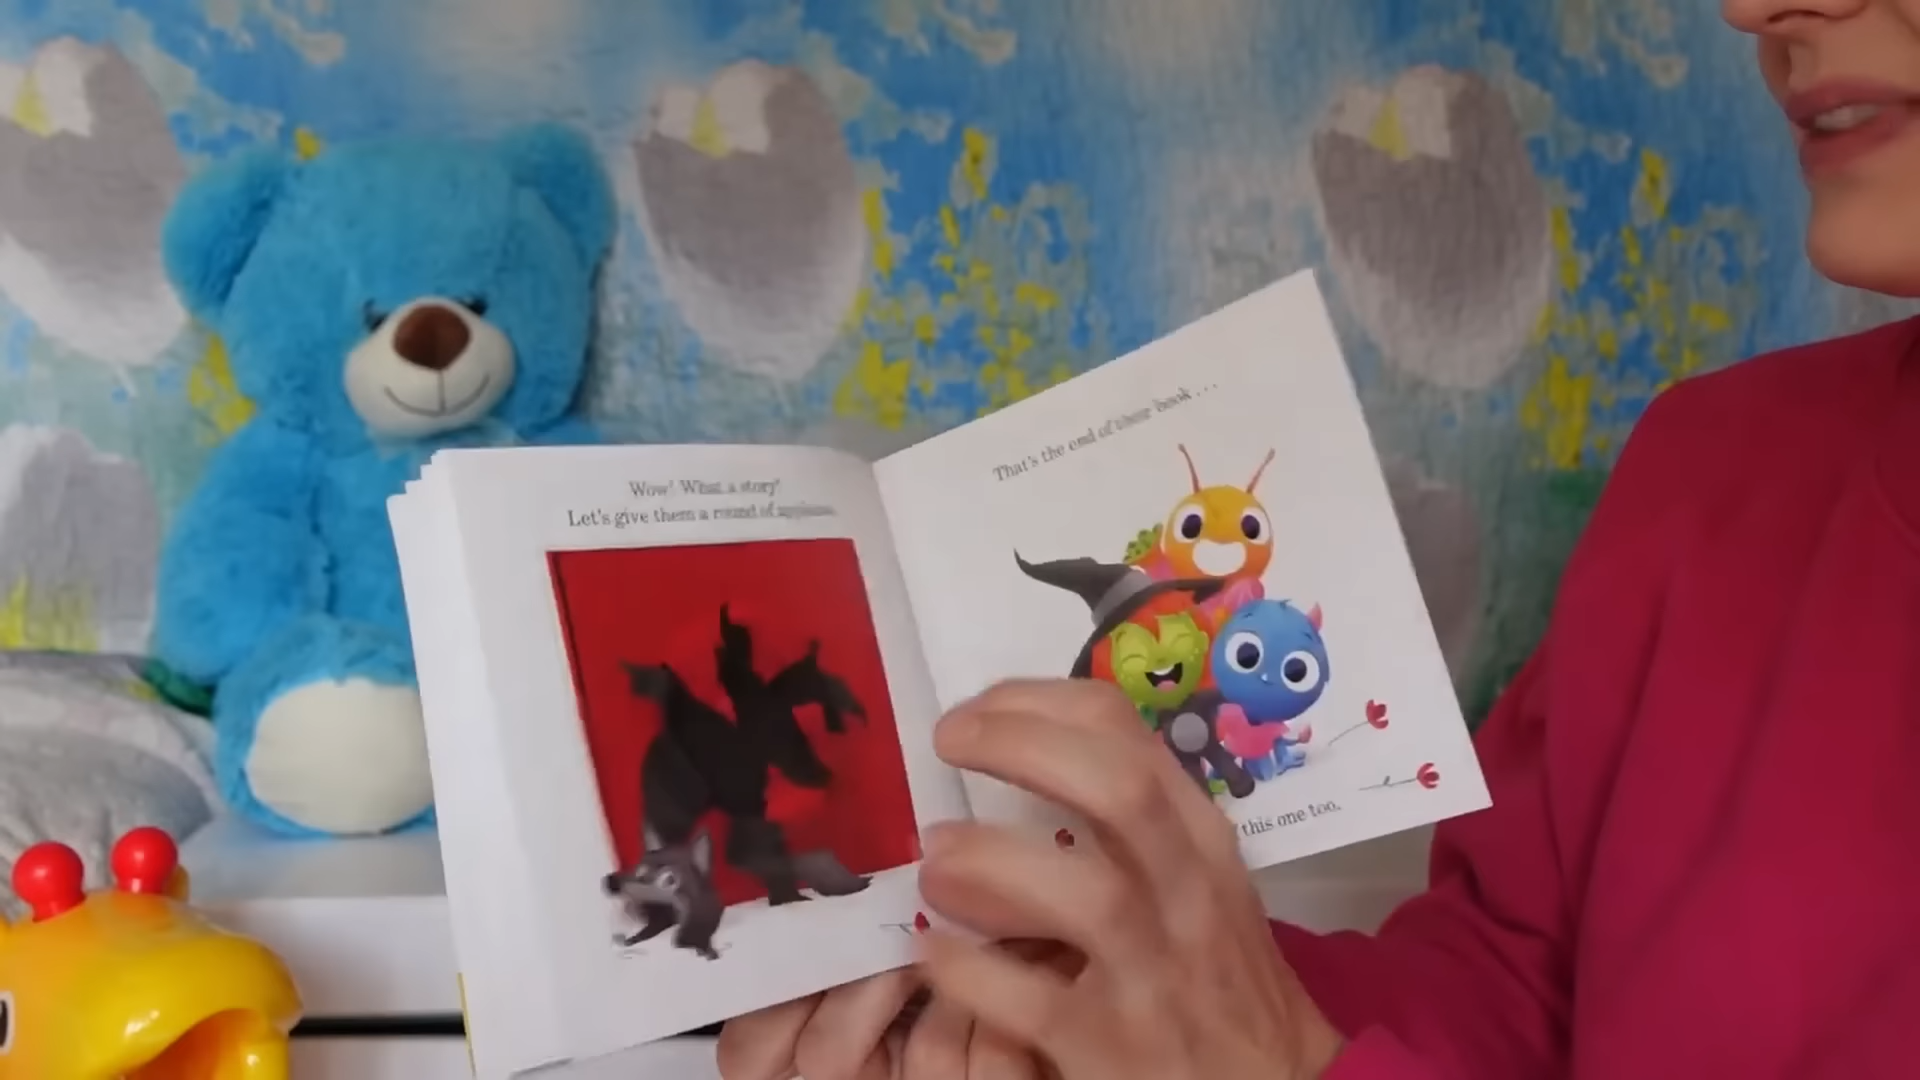 Wow! What a story!
Let's give them a round of applause.
That's the end of their book . . .
this one too.